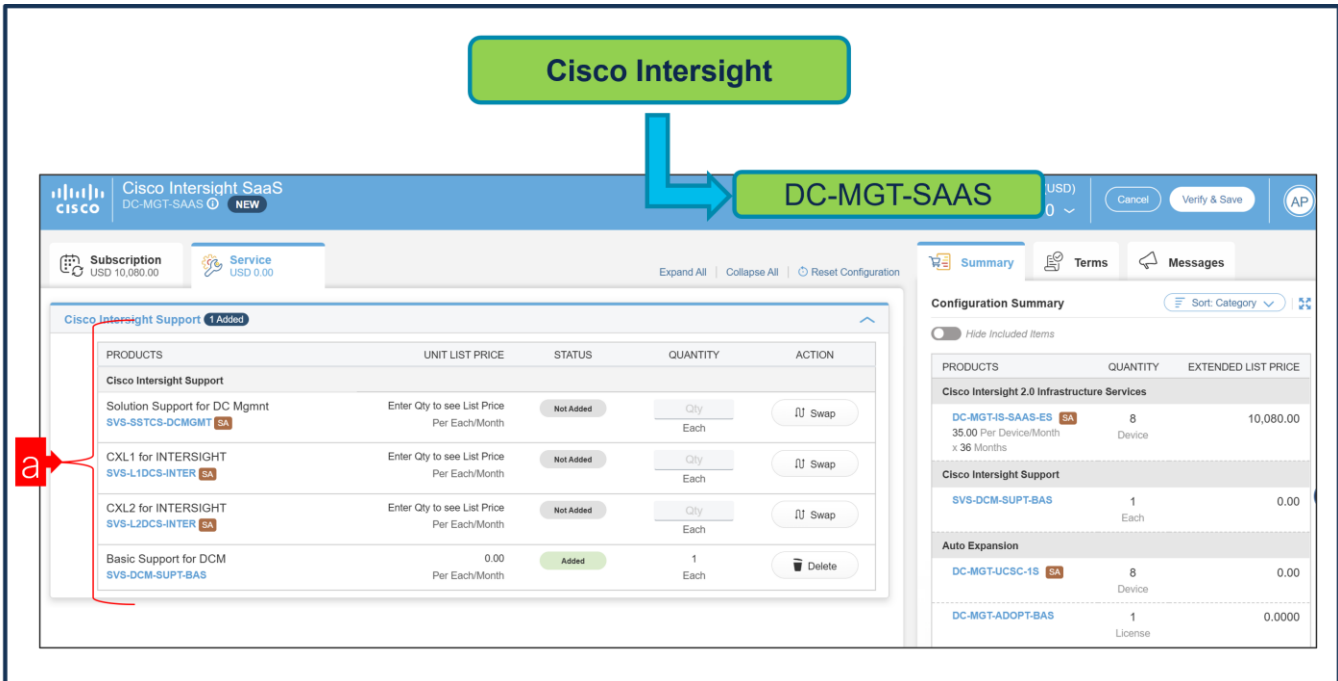 Cisco Intersight
CISCO
Cisco Intersight SaaS
DC-MGT-SAAS NEW
DC-MGT-SAAS
USD)
0
Cancel
Verify & Save
AP
Subscription
USD 10,080.00
Service
USD 0.00
Expand All | Collapse All | Reset Configuration
Summary
Terms
Messages
Cisco Intersight Support 1 Added
PRODUCTS UNIT LIST PRICE STATUS QUANTITY ACTION
Cisco Intersight Support
Solution Support for DC Mgmnt Enter Qty to see List Price Not Added Qty Swap
SVS-SSTCS-DCMGMT SA Per Each/Month Each
CXL1 for INTERSIGHT Enter Qty to see List Price Not Added Qty Swap
SVS-L1DCS-INTER SA Per Each/Month Each
CXL2 for INTERSIGHT Enter Qty to see List Price Not Added Qty Swap
SVS-L2DCS-INTER SA Per Each/Month Each
Basic Support for DCM 0.00 Added 1 Delete
SVS-DCM-SUPT-BAS Per Each/Month Each
a
Configuration Summary Sort: Category
Hide Included Items
PRODUCTS QUANTITY EXTENDED LIST PRICE
Cisco Intersight 2.0 Infrastructure Services
DC-MGT-IS-SAAS-ES SA 8 10,080.00
35.00 Per Device/Month Device
x 36 Months
Cisco Intersight Support
SVS-DCM-SUPT-BAS 1 0.00
Each
Auto Expansion
DC-MGT-UCSC-1S SA 8 0.00
Device
DC-MGT-ADOPT-BAS 1 0.0000
License